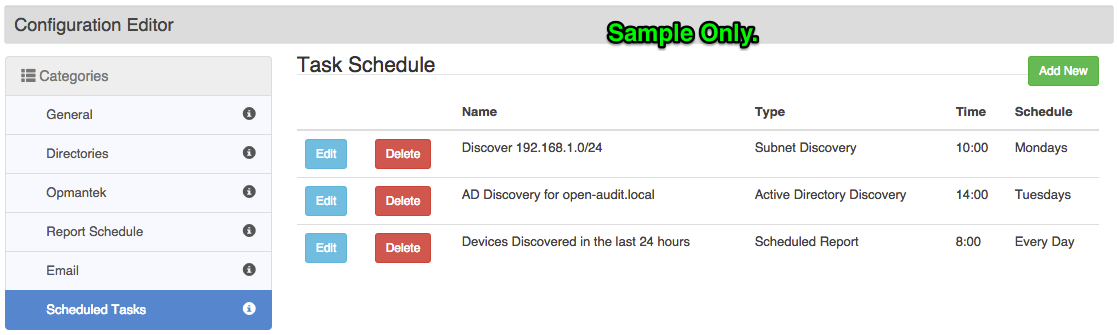 Configuration Editor
Sample Only.
Categories
General
Directories
Opmantek
Report Schedule
Email
Scheduled Tasks
Task Schedule
Add New
Name Type Time Schedule
Edit Delete Discover 192.168.1.0/24 Subnet Discovery 10:00 Mondays
Edit Delete AD Discovery for open-audit.local Active Directory Discovery 14:00 Tuesdays
Edit Delete Devices Discovered in the last 24 hours Scheduled Report 8:00 Every Day